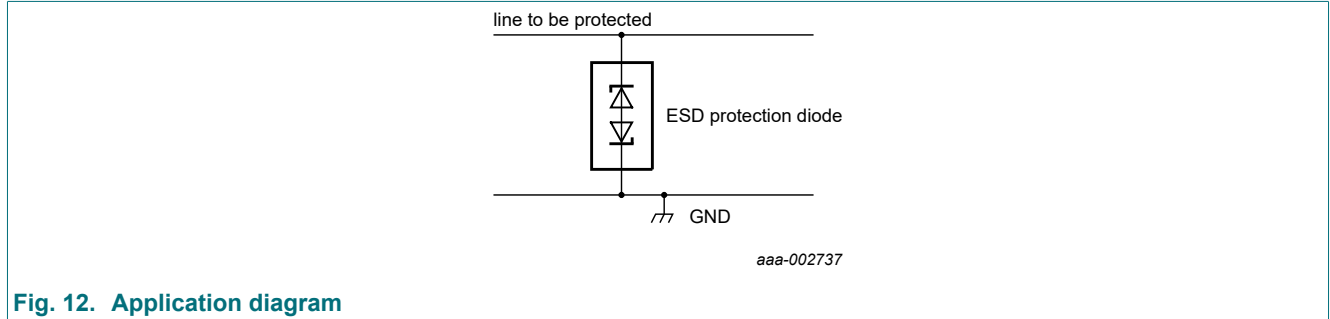 line to be protected
ESD protection diode
GND
aaa-002737
Fig. 12. Application diagram